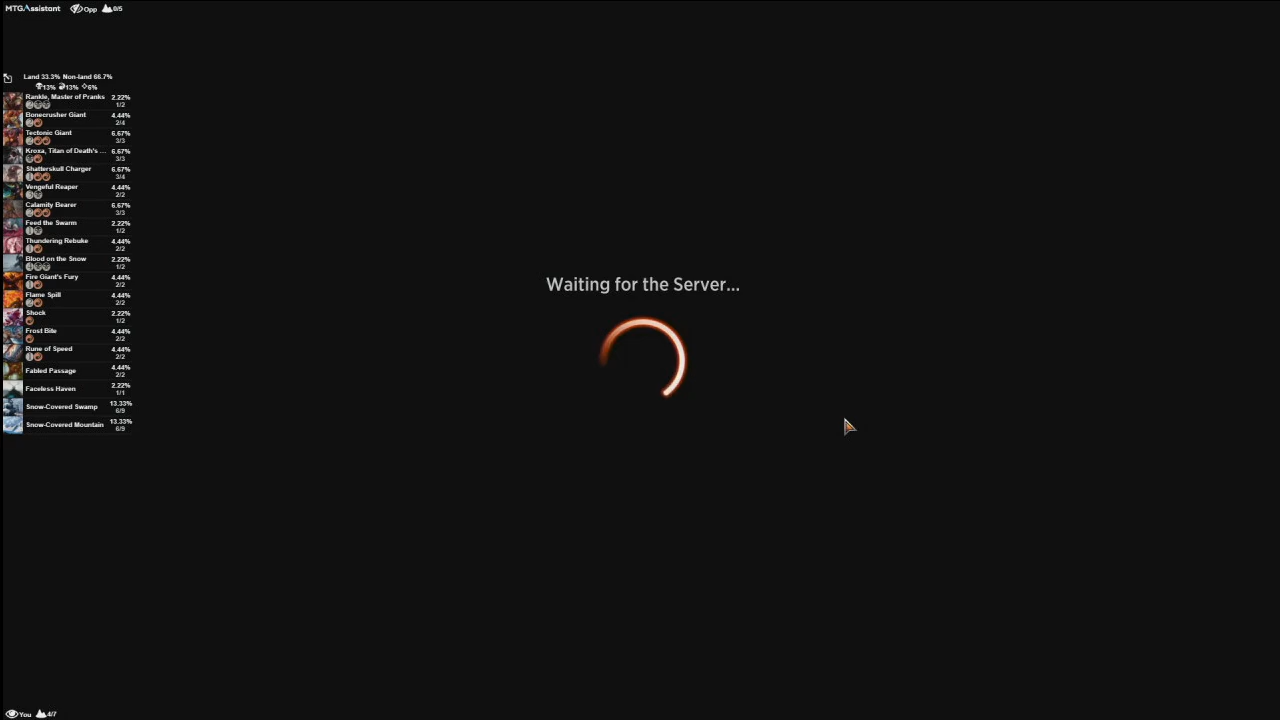 MTGAssistant Opp 0/5
Land 33.3% Non-land 66.7%
13% 13% 6%
Rankle, Master of Pranks 2.22%
1/2
Bonecrusher Giant 4.44%
2/4
Tectonic Giant 6.67%
3/3
Kroxa, Titan of Death's ... 6.67%
3/3
Shatterskull Charger 6.67%
3/4
Vengeful Reaper 4.44%
2/2
Calamity Bearer 6.67%
3/3
Feed the Swarm 2.22%
1/2
Thundering Rebuke 4.44%
2/2
Blood on the Snow 2.22%
1/2
Fire Giant's Fury 4.44%
2/2
Flame Spill 4.44%
2/2
Shock 2.22%
1/2
Frost Bite 4.44%
2/2
Rune of Speed 4.44%
2/2
Fabled Passage 4.44%
2/2
Faceless Haven 2.22%
1/1
Snow-Covered Swamp 13.33%
6/9
Snow-Covered Mountain 13.33%
6/9
Waiting for the Server...
You 4/7